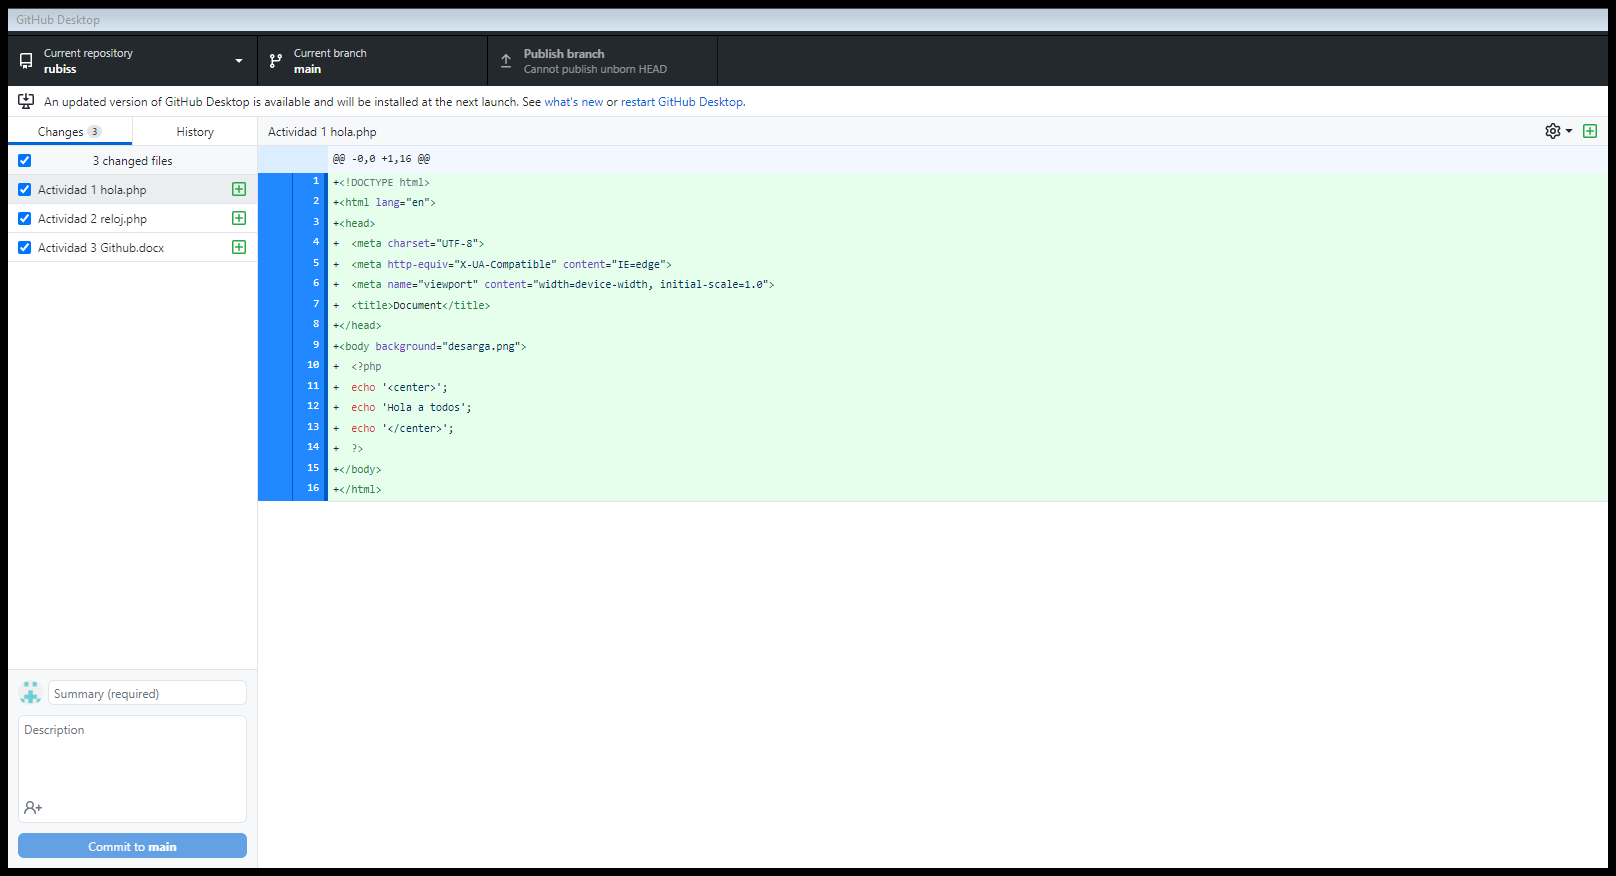 GitHub Desktop
Current repository
rubiss
Current branch
main
Publish branch
Cannot publish unborn HEAD
An updated version of GitHub Desktop is available and will be installed at the next launch. See what's new or restart GitHub Desktop.
Changes 3
History
Actividad 1 hola.php
3 changed files
Actividad 1 hola.php
Actividad 2 reloj.php
Actividad 3 Github.docx
@@ -0,0 +1,16 @@
1 +<!DOCTYPE html>
2 +<html lang="en">
3 +<head>
4 +  <meta charset="UTF-8">
5 +  <meta http-equiv="X-UA-Compatible" content="IE=edge">
6 +  <meta name="viewport" content="width=device-width, initial-scale=1.0">
7 +  <title>Document</title>
8 +</head>
9 +<body background="desarga.png">
10 +  <?php
11 +  echo '<center>';
12 +  echo 'Hola a todos';
13 +  echo '</center>';
14 +  ?>
15 +</body>
16 +</html>
Summary (required)
Description
Commit to main